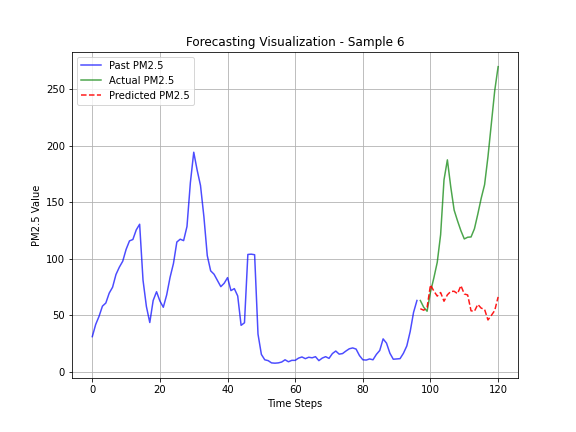 Forecasting Visualization - Sample 6
Past PM2.5
Actual PM2.5
Predicted PM2.5
PM2.5 Value
250
200
150
100
50
0
0
20
40
60
80
100
120
Time Steps